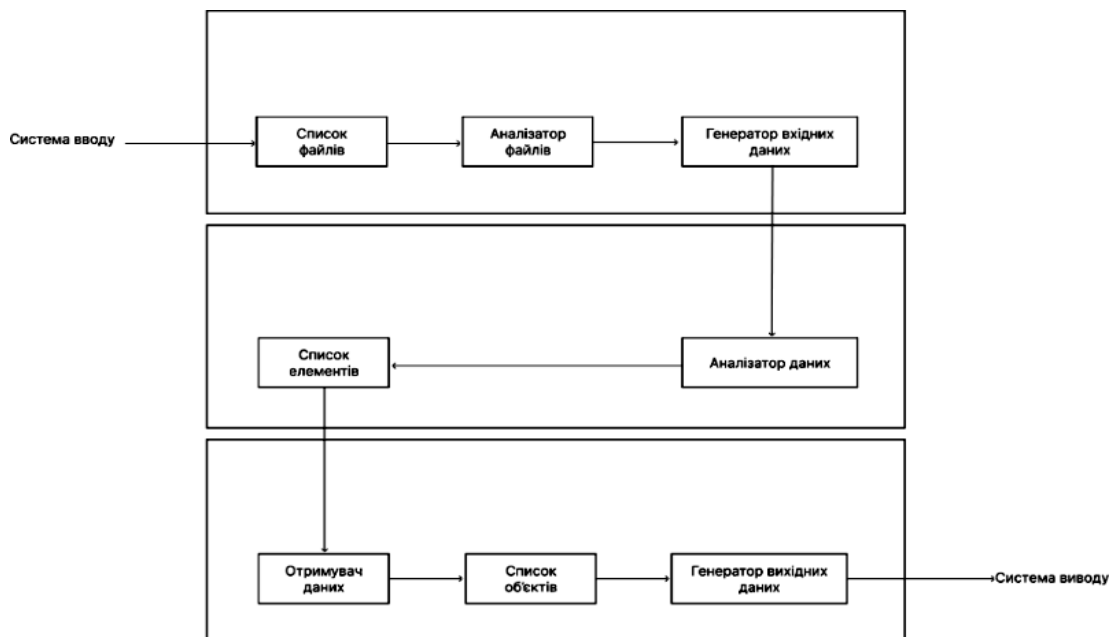 Система вводу
Список
файлів
Аналізатор
файлів
Генератор вхідних
даних
Список
елементів
Аналізатор даних
Отримувач
даних
Список
об'єктів
Генератор вихідних
даних
Система виводу